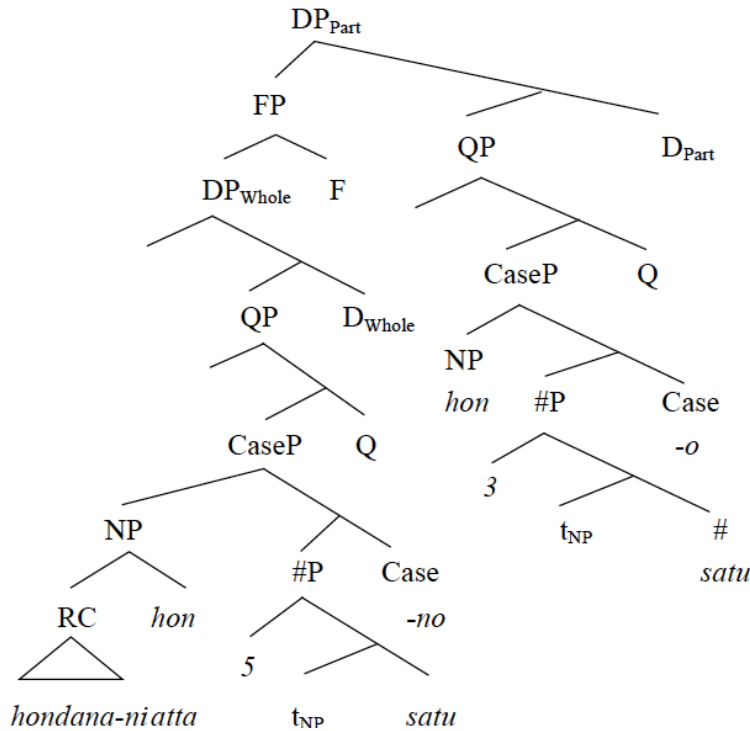 DPPart
FP
QP DPart
DPWhole F
CaseP Q
QP DWhole
NP
hon #P Case
-o
CaseP Q
3
NP tNP #
#P Case satu
RC hon -no
5
hondana-ni atta tNP satu